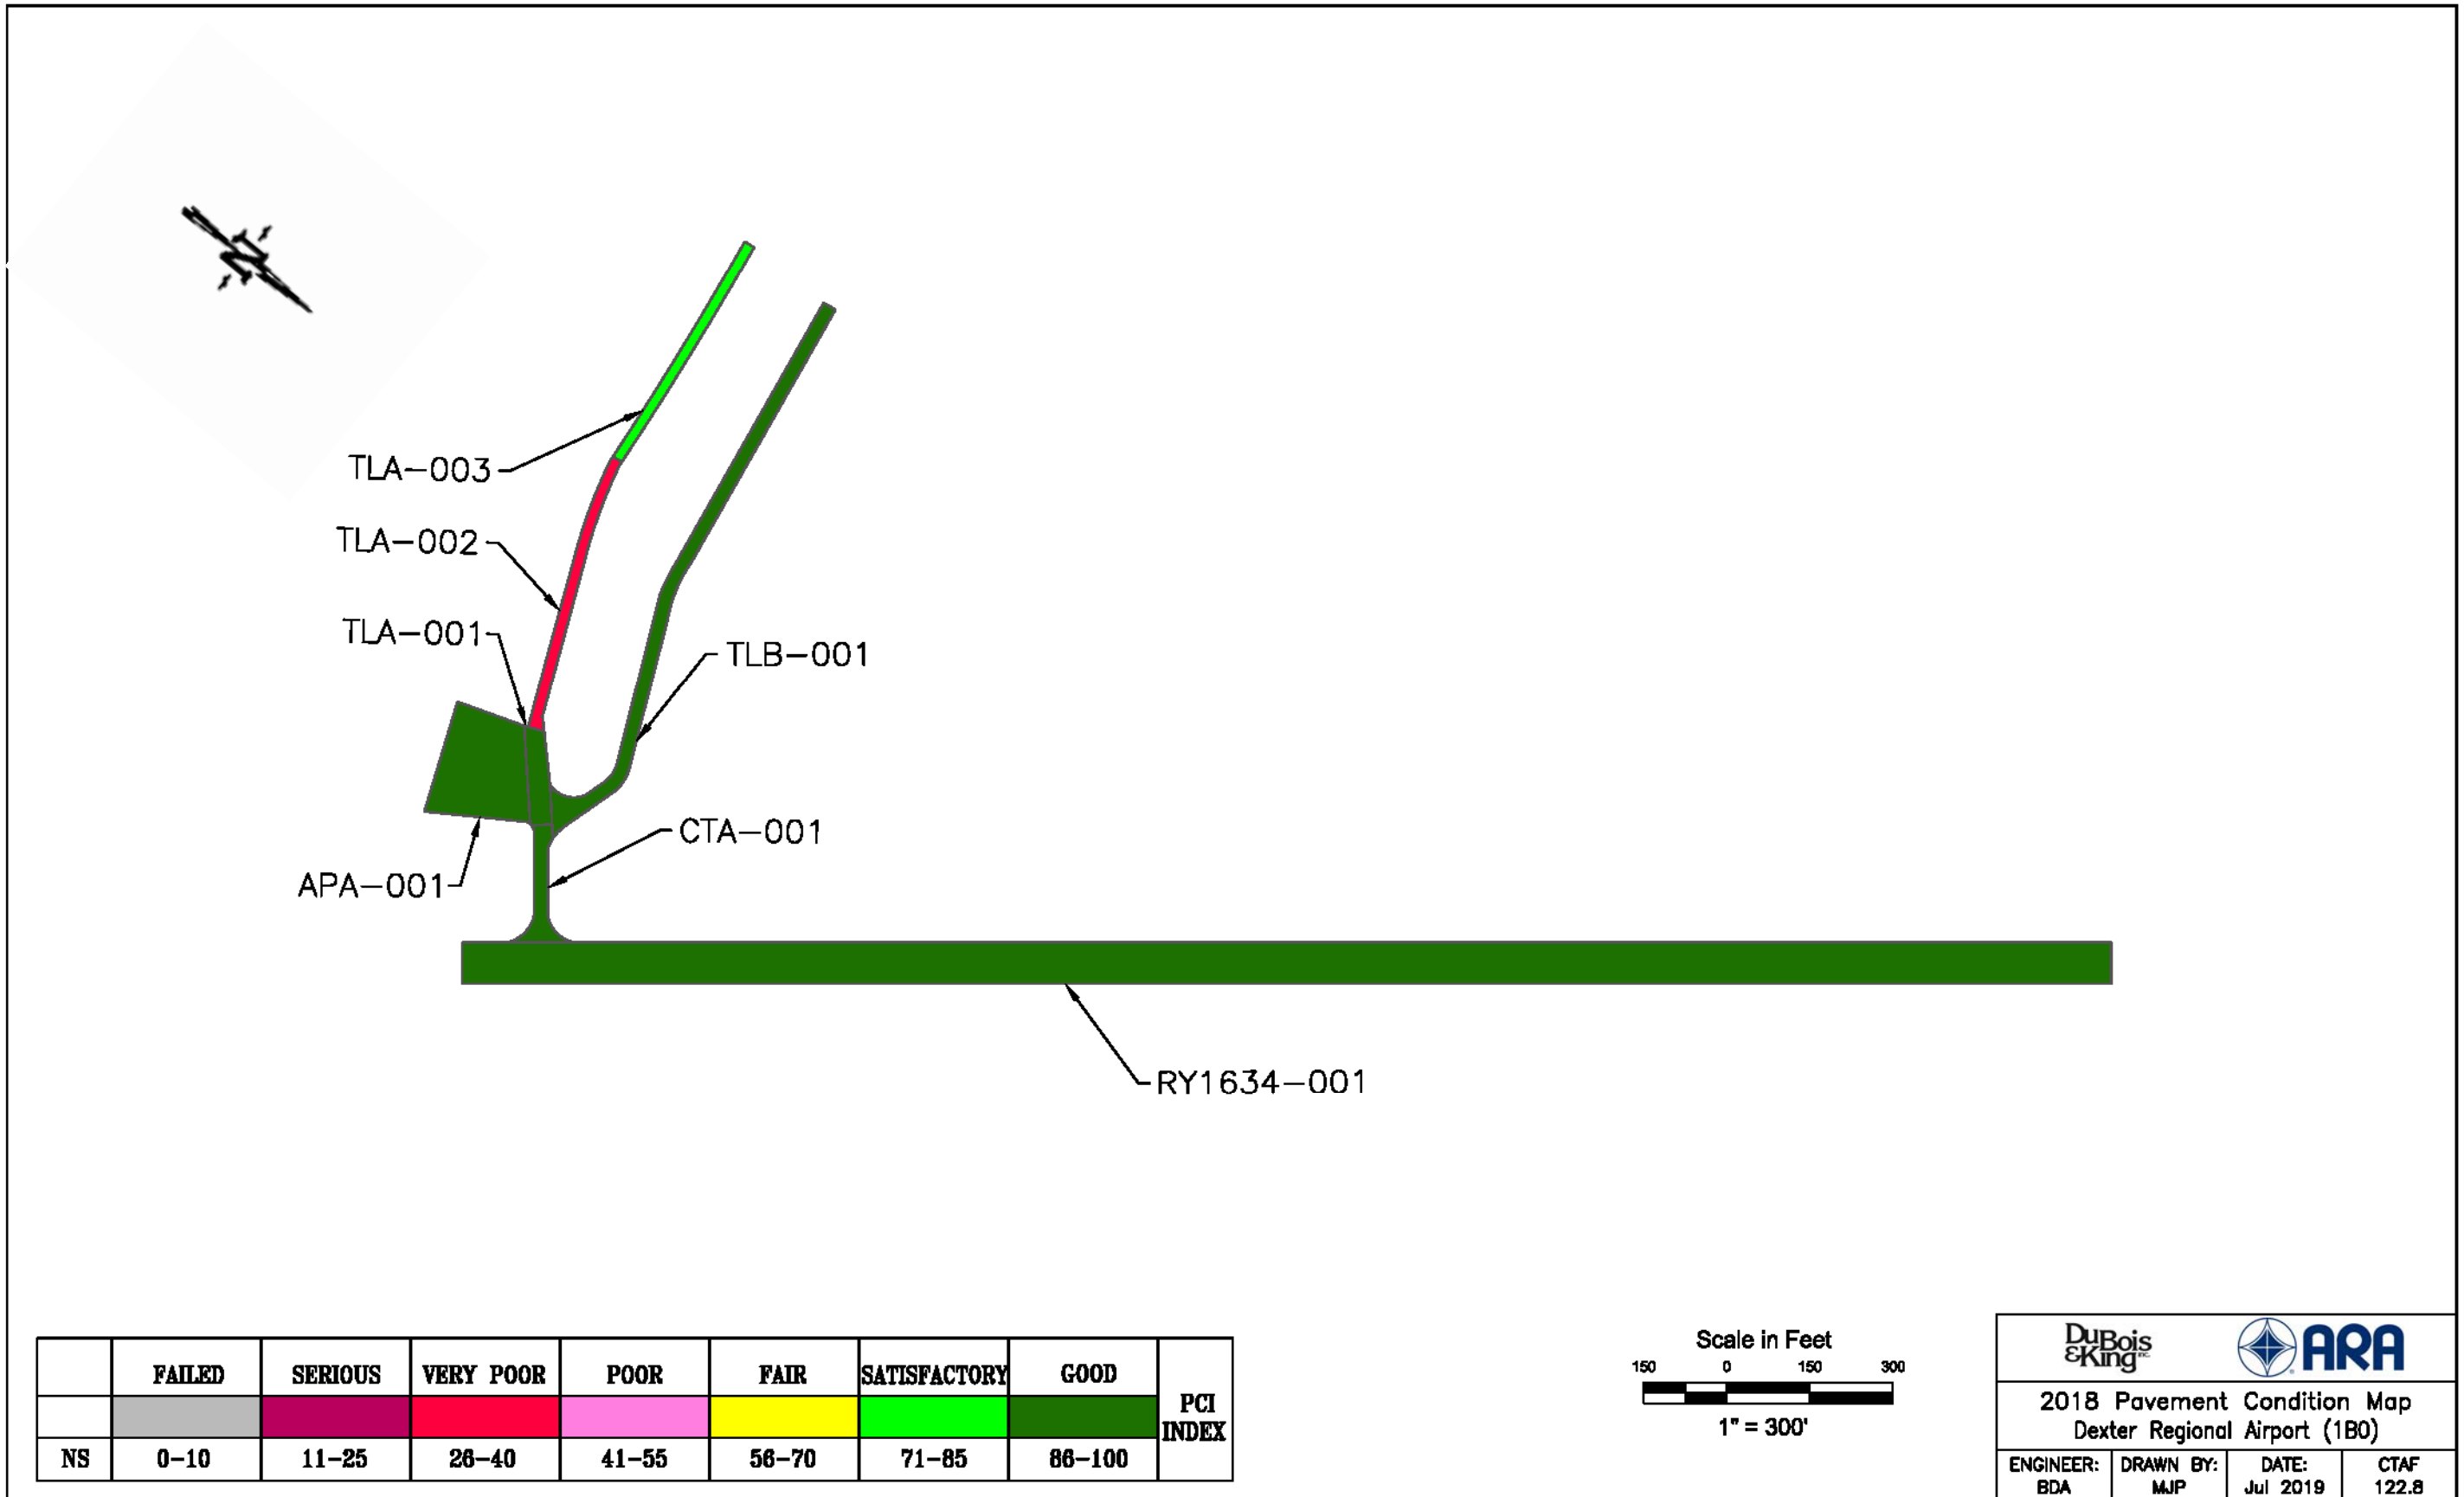 TLA-003
TLA-002
TLA-001
TLB-001
CTA-001
APA-001
RY1634-001
FAILED SERIOUS VERY POOR POOR FAIR SATISFACTORY GOOD
PCI
INDEX
NS 0-10 11-25 26-40 41-55 56-70 71-85 86-100
Scale in Feet
150 0 150 300
1" = 300'
DuBois
&King inc.
ARA
2018 Pavement Condition Map
Dexter Regional Airport (1B0)
ENGINEER: DRAWN BY: DATE: CTAF
BDA MJP Jul 2019 122.8